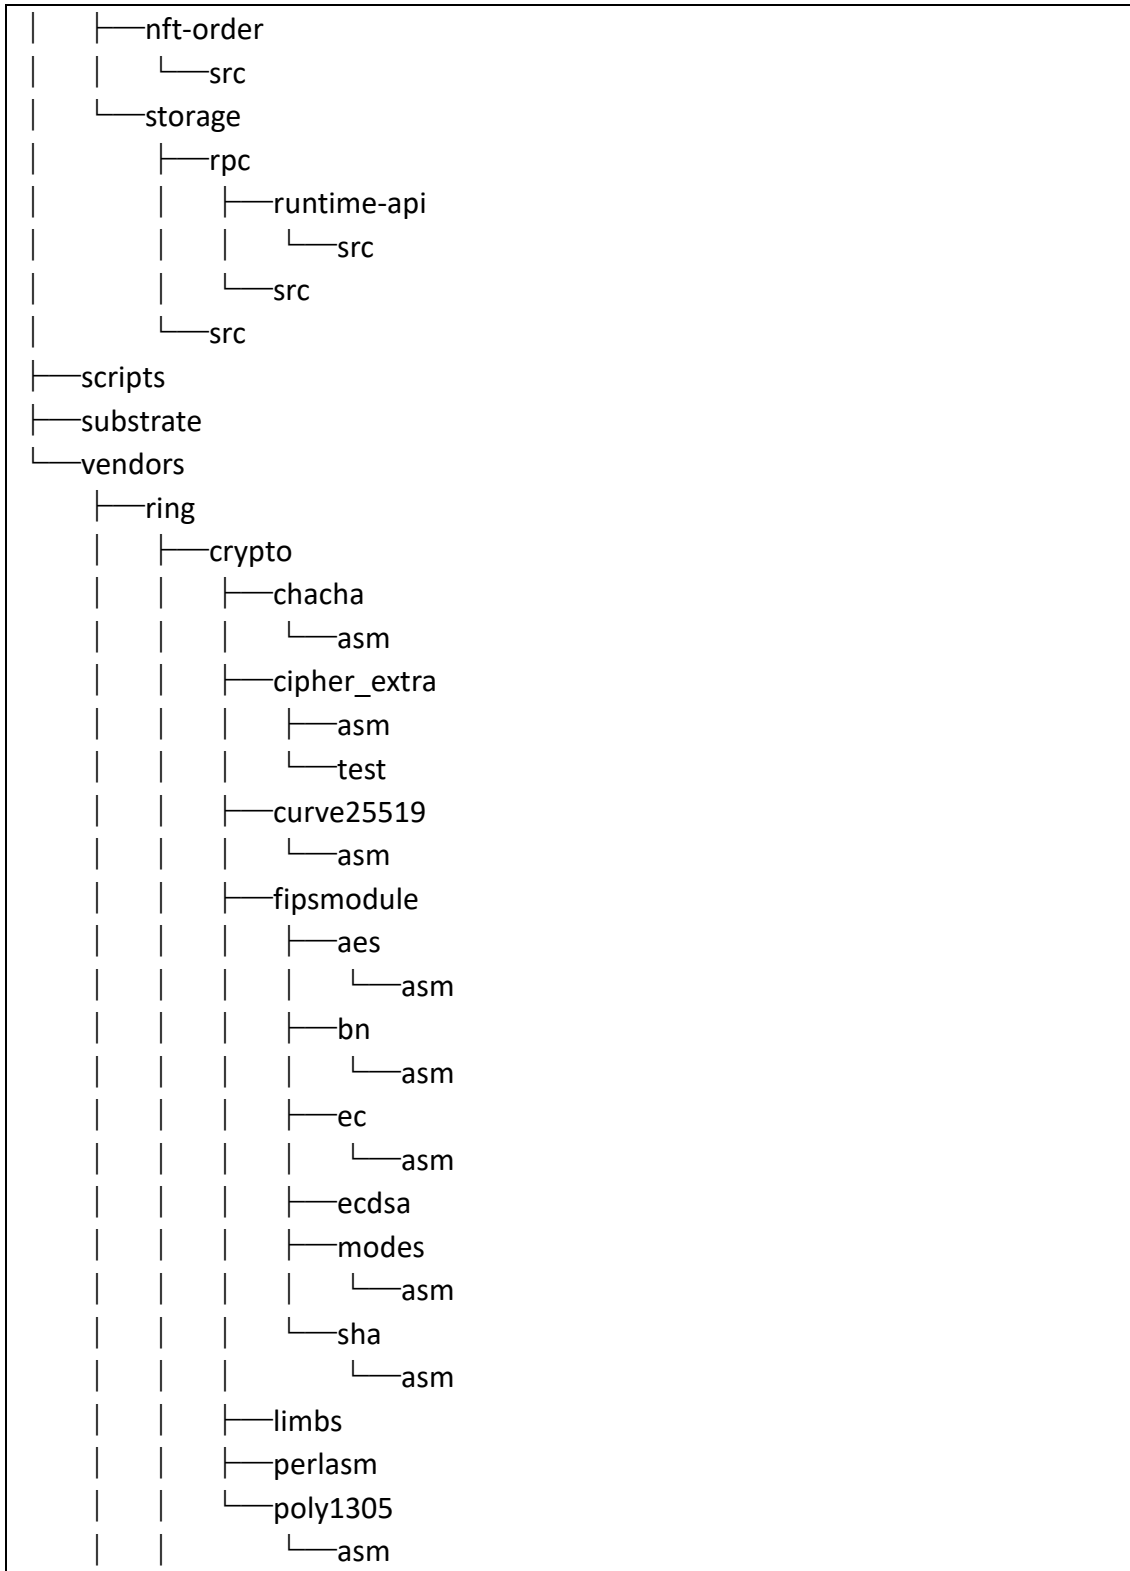 │   ├──nft-order
│   │   └──src
│   └──storage
│       ├──rpc
│       │   ├──runtime-api
│       │   │   └──src
│       │   └──src
│       └──src
├──scripts
├──substrate
└──vendors
    ├──ring
    │   ├──crypto
    │   │   ├──chacha
    │   │   │   └──asm
    │   │   ├──cipher_extra
    │   │   │   ├──asm
    │   │   │   └──test
    │   │   ├──curve25519
    │   │   │   └──asm
    │   │   ├──fipsmodule
    │   │   │   ├──aes
    │   │   │   │   └──asm
    │   │   │   ├──bn
    │   │   │   │   └──asm
    │   │   │   ├──ec
    │   │   │   │   └──asm
    │   │   │   ├──ecdsa
    │   │   │   ├──modes
    │   │   │   │   └──asm
    │   │   │   └──sha
    │   │   │       └──asm
    │   │   ├──limbs
    │   │   ├──perlasm
    │   │   └──poly1305
    │   │       └──asm